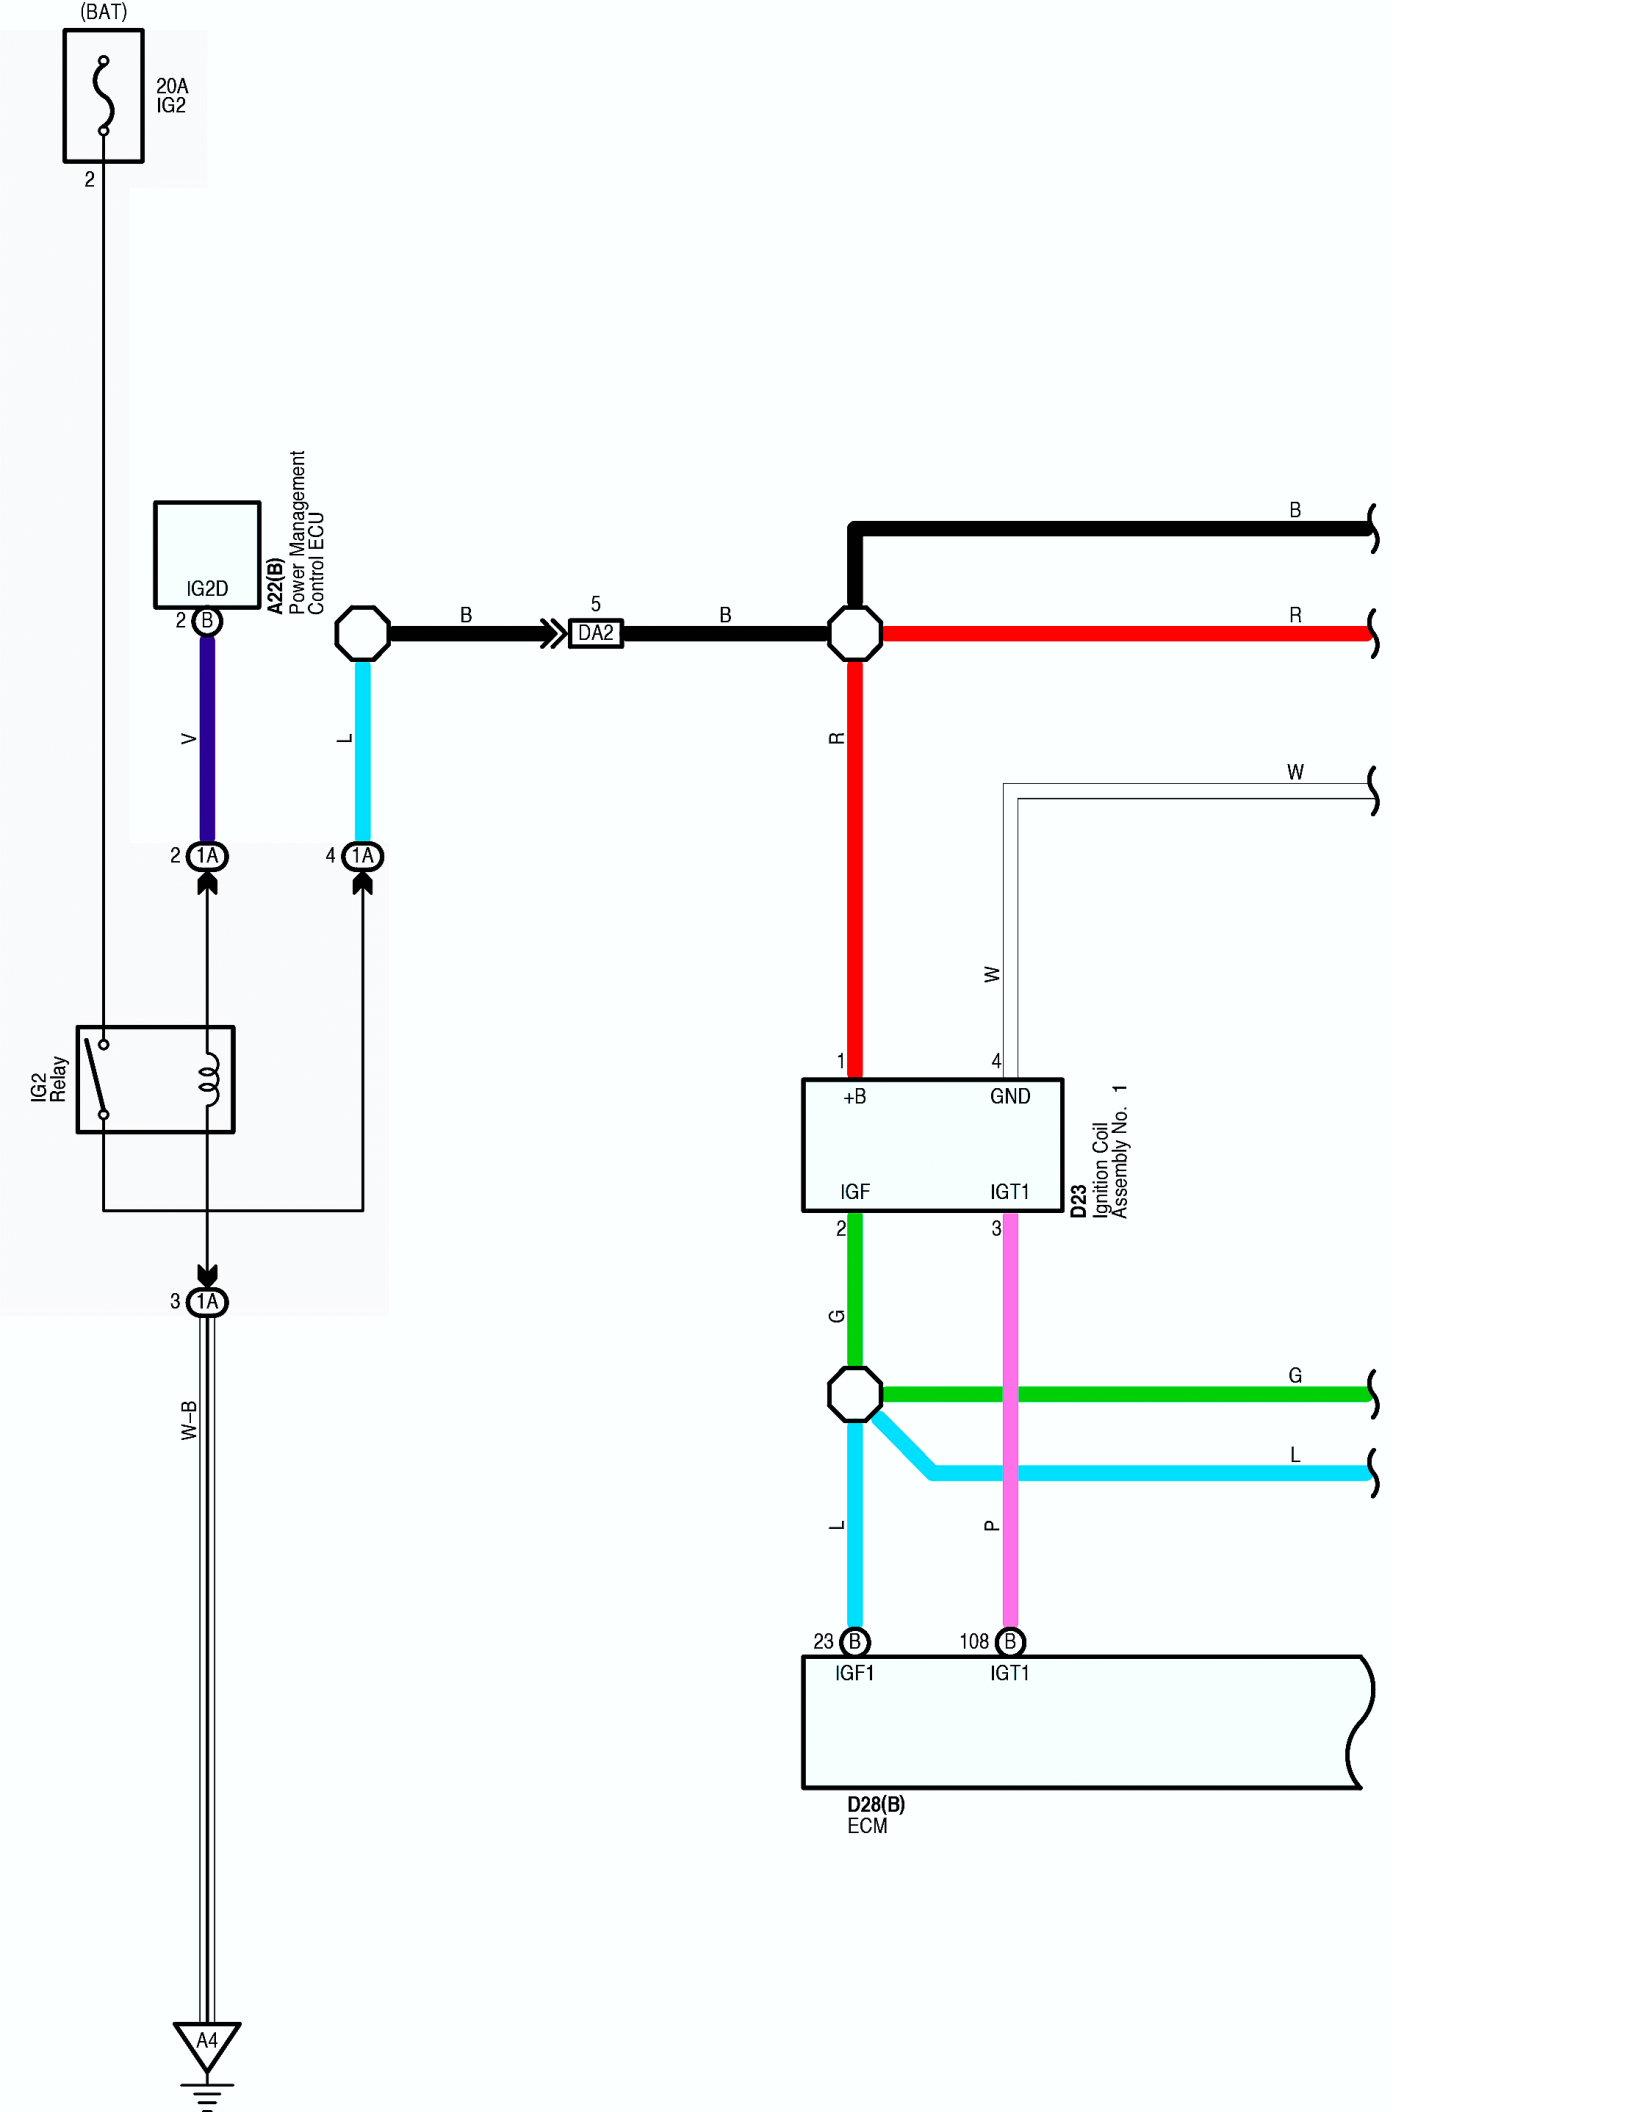 (BAT)
20A
IG2
2
IG2D
A22(B)
Power Management
Control ECU
2
B
V
L
B
5
DA2
B
B
R
R
W
W
2
1A
4
1A
IG2
Relay
1
4
+B
GND
IGF
IGT1
D23
Ignition Coil
Assembly No. 1
2
3
3
1A
G
G
W-B
L
L
P
23
B
108
B
IGF1
IGT1
D28(B)
ECM
A4